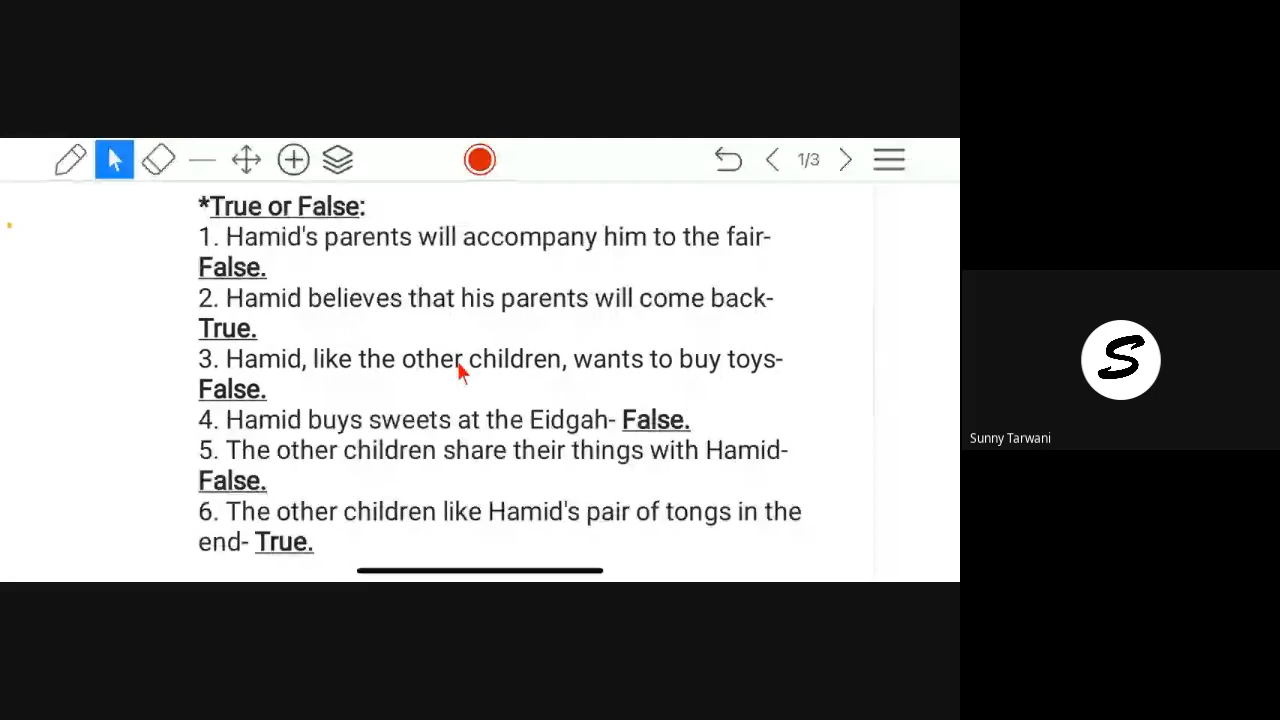 1/3
*True or False:
1. Hamid's parents will accompany him to the fair-
False.
2. Hamid believes that his parents will come back-
True.
3. Hamid, like the other children, wants to buy toys-
False.
4. Hamid buys sweets at the Eidgah- False.
5. The other children share their things with Hamid-
False.
6. The other children like Hamid's pair of tongs in the
end- True.
S
Sunny Tarwani